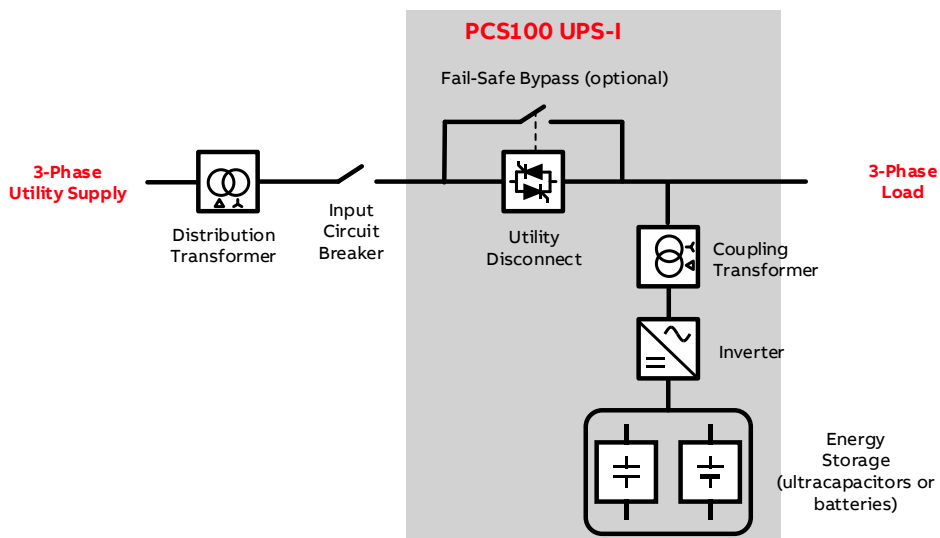 PCS100 UPS-I
Fail-Safe Bypass (optional)
3-Phase
Utility Supply
3-Phase
Load
Distribution
Transformer
Input
Circuit
Breaker
Utility
Disconnect
Coupling
Transformer
Inverter
Energy
Storage
(ultracapacitors or
batteries)